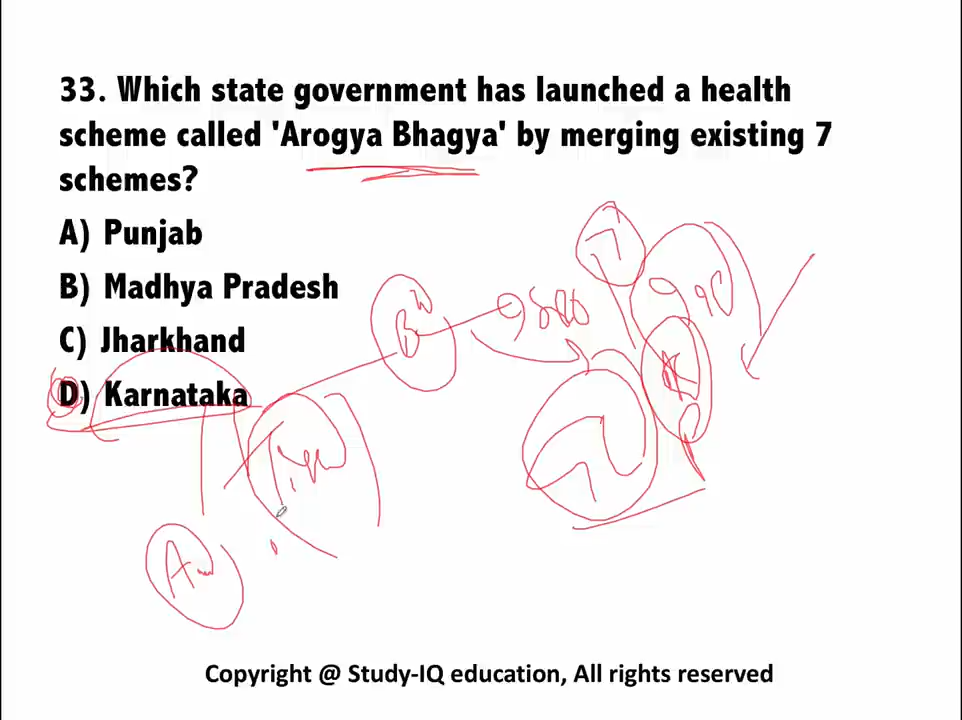 33. Which state government has launched a health
scheme called 'Arogya Bhagya' by merging existing 7
schemes?
A) Punjab
B) Madhya Pradesh
C) Jharkhand
D) Karnataka
7
K
Copyright @ Study-IQ education, All rights reserved